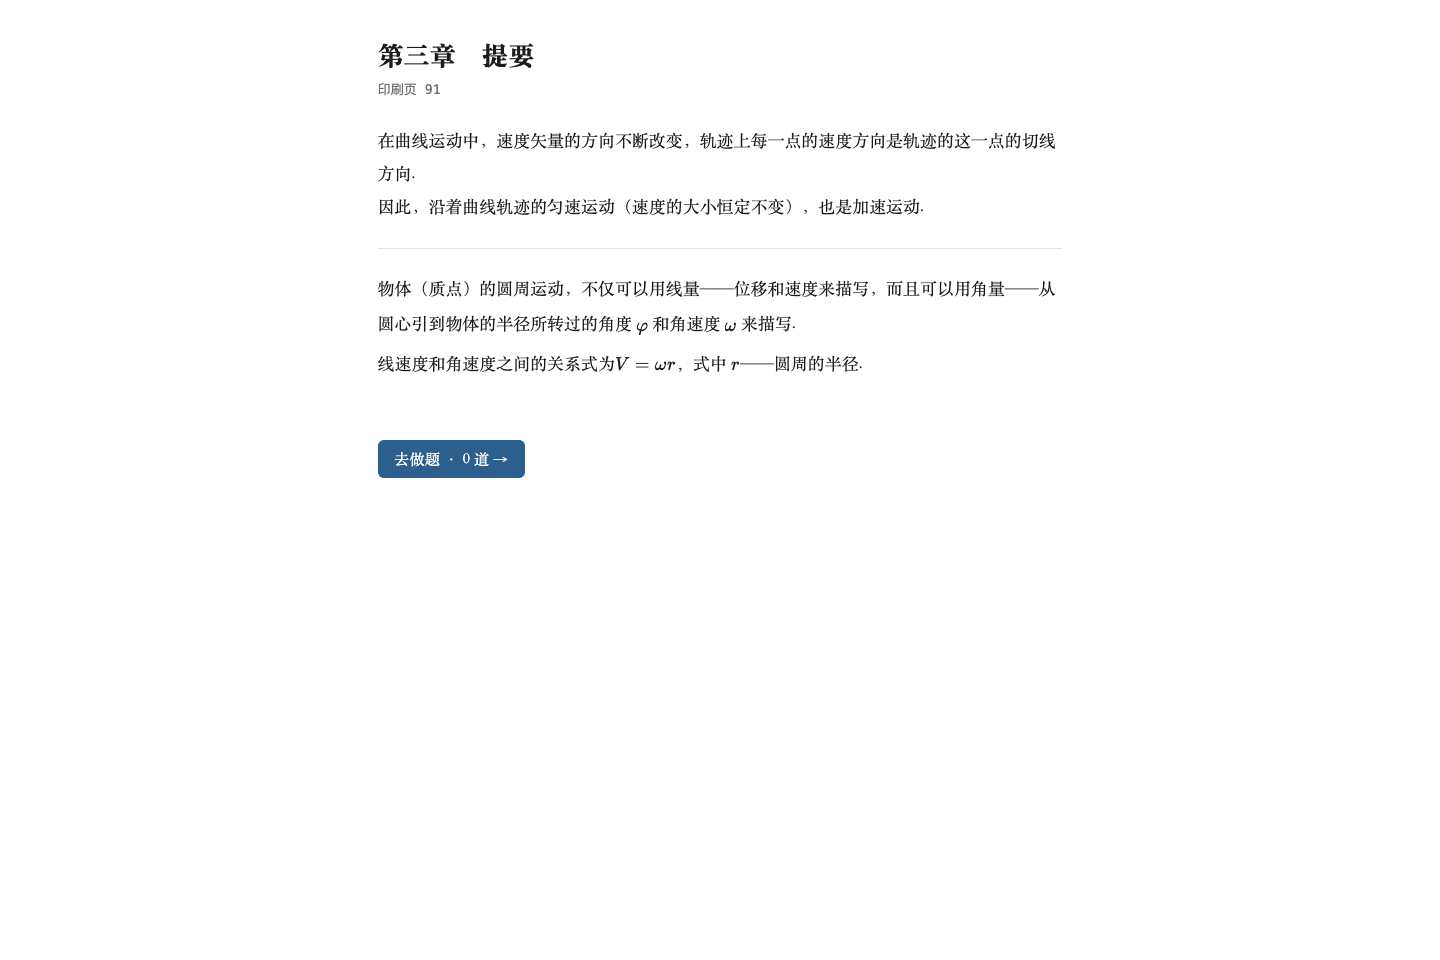 第三章　提要
印刷页 91
在曲线运动中，速度矢量的方向不断改变，轨迹上每一点的速度方向是轨迹的这一点的切线
方向.
因此，沿着曲线轨迹的匀速运动（速度的大小恒定不变），也是加速运动.
物体（质点）的圆周运动，不仅可以用线量——位移和速度来描写，而且可以用角量——从
圆心引到物体的半径所转过的角度 φ 和角速度 ω 来描写.
线速度和角速度之间的关系式为V = ωr，式中 r——圆周的半径.
去做题 · 0 道 →